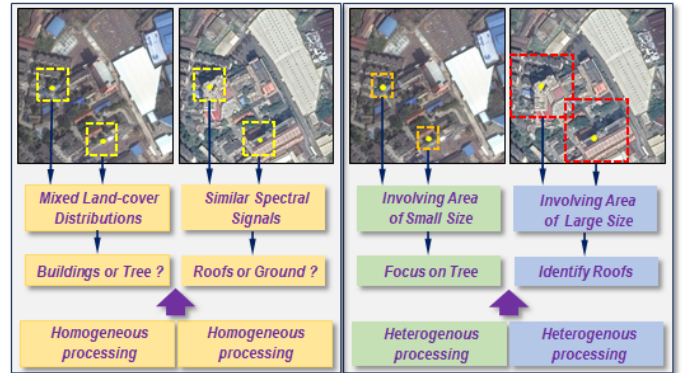 Mixed Land-cover
Distributions
Similar Spectral
Signals
Involving Area
of Small Size
Involving Area
of Large Size
Buildings or Tree ?
Roofs or Ground ?
Focus on Tree
Identify Roofs
Homogeneous
processing
Homogeneous
processing
Heterogenous
processing
Heterogenous
processing